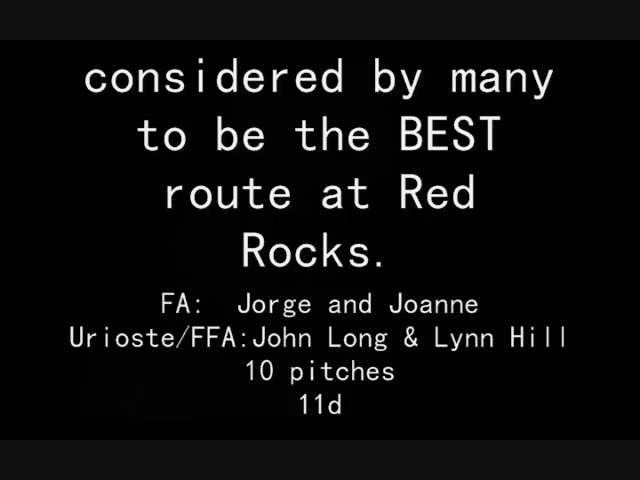 considered by many
to be the BEST
route at Red
Rocks.
FA:  Jorge and Joanne
Urioste/FFA:John Long & Lynn Hill
10 pitches
11d